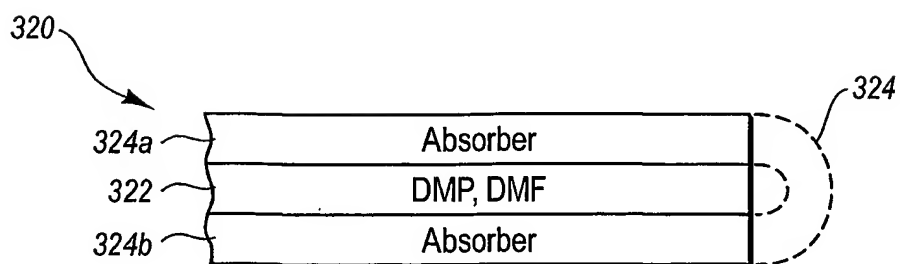 320
324
324a Absorber
322 DMP, DMF
324b Absorber